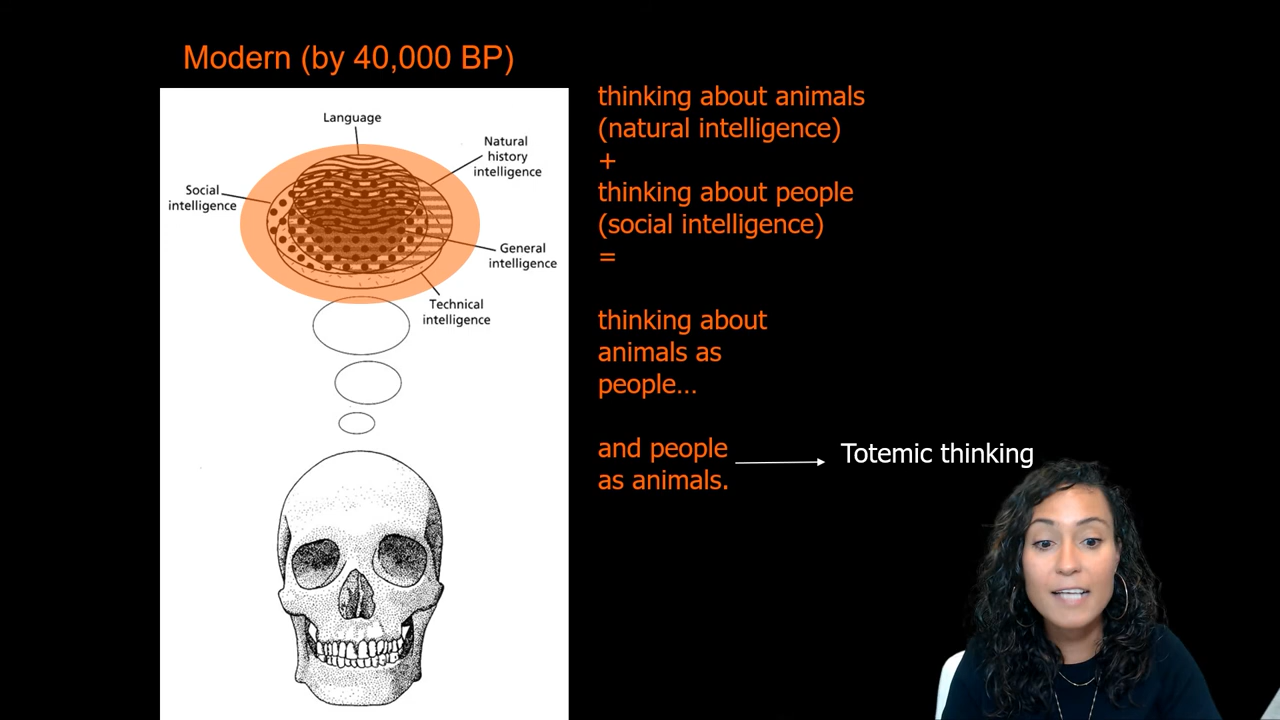 Modern (by 40,000 BP)
Language
Natural
history
intelligence
Social
intelligence
General
intelligence
Technical
intelligence
thinking about animals
(natural intelligence)
+
thinking about people
(social intelligence)
=
thinking about
animals as
people…
and people
as animals.
Totemic thinking